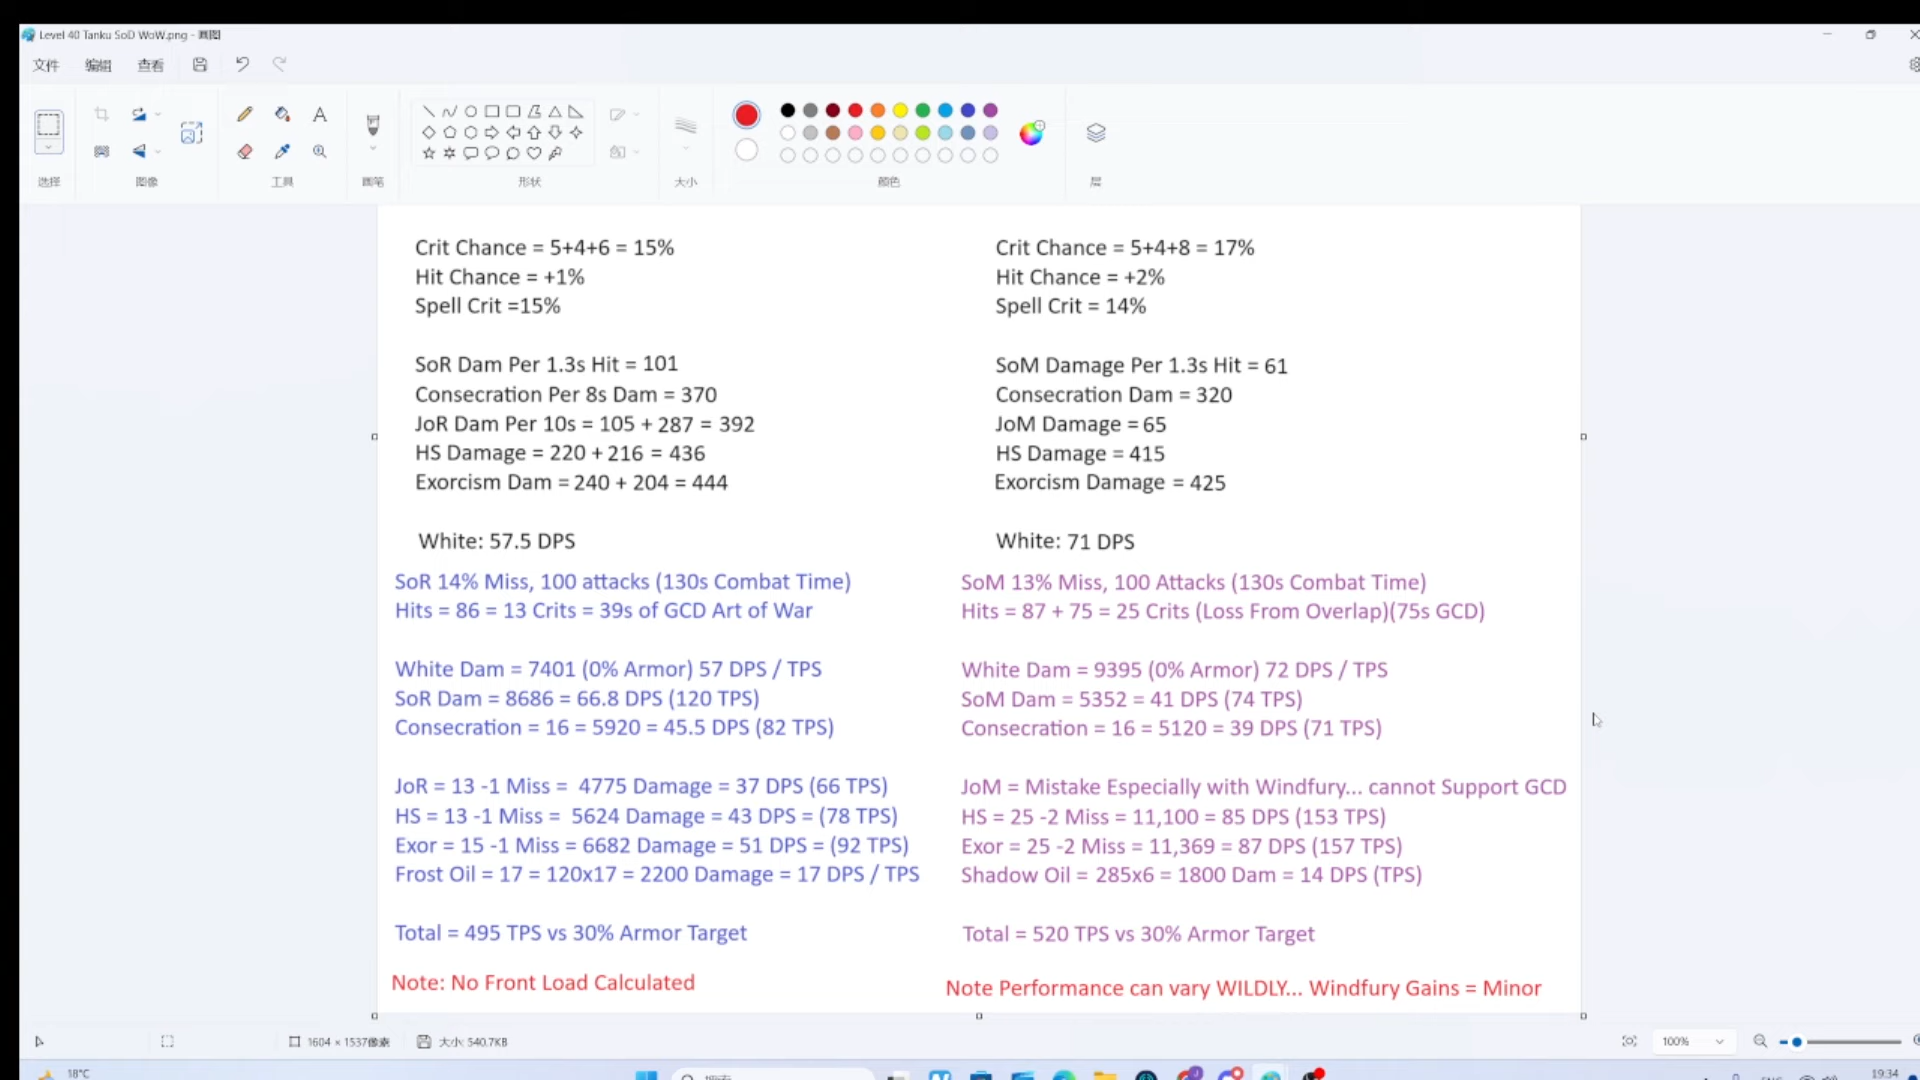 Level 40 Tanku SoD WoW.png - 画图
文件 编辑 查看
选择 图像 工具 画笔 形状 大小 颜色 层
Crit Chance = 5+4+6 = 15%
Hit Chance = +1%
Spell Crit =15%
SoR Dam Per 1.3s Hit = 101
Consecration Per 8s Dam = 370
JoR Dam Per 10s = 105 + 287 = 392
HS Damage = 220 + 216 = 436
Exorcism Dam = 240 + 204 = 444
White: 57.5 DPS
SoR 14% Miss, 100 attacks (130s Combat Time)
Hits = 86 = 13 Crits = 39s of GCD Art of War
White Dam = 7401 (0% Armor) 57 DPS / TPS
SoR Dam = 8686 = 66.8 DPS (120 TPS)
Consecration = 16 = 5920 = 45.5 DPS (82 TPS)
JoR = 13 -1 Miss = 4775 Damage = 37 DPS (66 TPS)
HS = 13 -1 Miss = 5624 Damage = 43 DPS = (78 TPS)
Exor = 15 -1 Miss = 6682 Damage = 51 DPS = (92 TPS)
Frost Oil = 17 = 120x17 = 2200 Damage = 17 DPS / TPS
Total = 495 TPS vs 30% Armor Target
Note: No Front Load Calculated
Crit Chance = 5+4+8 = 17%
Hit Chance = +2%
Spell Crit = 14%
SoM Damage Per 1.3s Hit = 61
Consecration Dam = 320
JoM Damage = 65
HS Damage = 415
Exorcism Damage = 425
White: 71 DPS
SoM 13% Miss, 100 Attacks (130s Combat Time)
Hits = 87 + 75 = 25 Crits (Loss From Overlap)(75s GCD)
White Dam = 9395 (0% Armor) 72 DPS / TPS
SoM Dam = 5352 = 41 DPS (74 TPS)
Consecration = 16 = 5120 = 39 DPS (71 TPS)
JoM = Mistake Especially with Windfury... cannot Support GCD
HS = 25 -2 Miss = 11,100 = 85 DPS (153 TPS)
Exor = 25 -2 Miss = 11,369 = 87 DPS (157 TPS)
Shadow Oil = 285x6 = 1800 Dam = 14 DPS (TPS)
Total = 520 TPS vs 30% Armor Target
Note Performance can vary WILDLY... Windfury Gains = Minor
1604 × 1537像素 大小: 540.7KB 100%
18°C 19:34